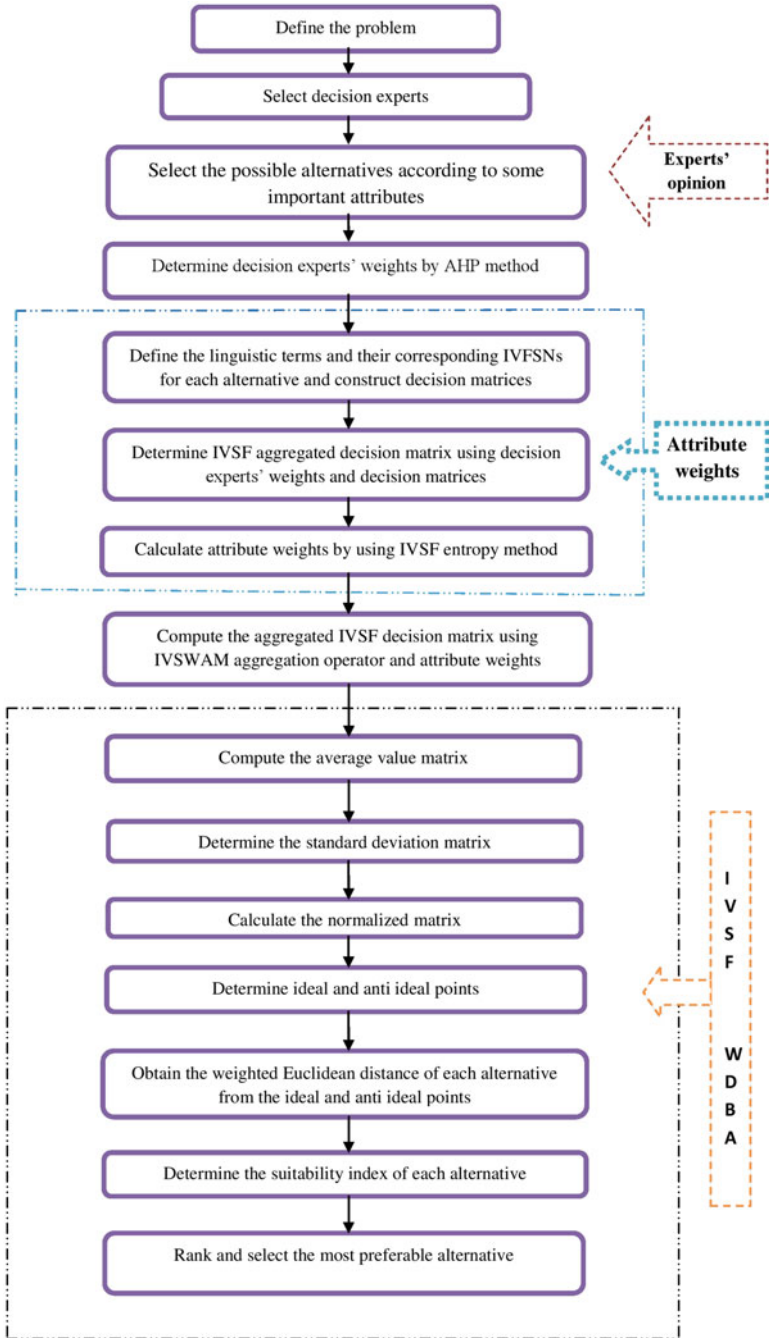 Define the problem
Select decision experts
Select the possible alternatives according to some
important attributes
Experts'
opinion
Determine decision experts' weights by AHP method
Define the linguistic terms and their corresponding IVFSNs
for each alternative and construct decision matrices
Determine IVSF aggregated decision matrix using decision
experts' weights and decision matrices
Attribute
weights
Calculate attribute weights by using IVSF entropy method
Compute the aggregated IVSF decision matrix using
IVSWAM aggregation operator and attribute weights
Compute the average value matrix
Determine the standard deviation matrix
Calculate the normalized matrix
Determine ideal and anti ideal points
Obtain the weighted Euclidean distance of each alternative
from the ideal and anti ideal points
Determine the suitability index of each alternative
Rank and select the most preferable alternative
I
V
S
F
W
D
B
A